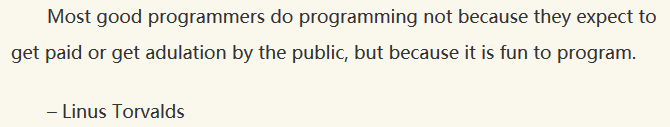 Most good programmers do programming not because they expect to
get paid or get adulation by the public, but because it is fun to program.
– Linus Torvalds